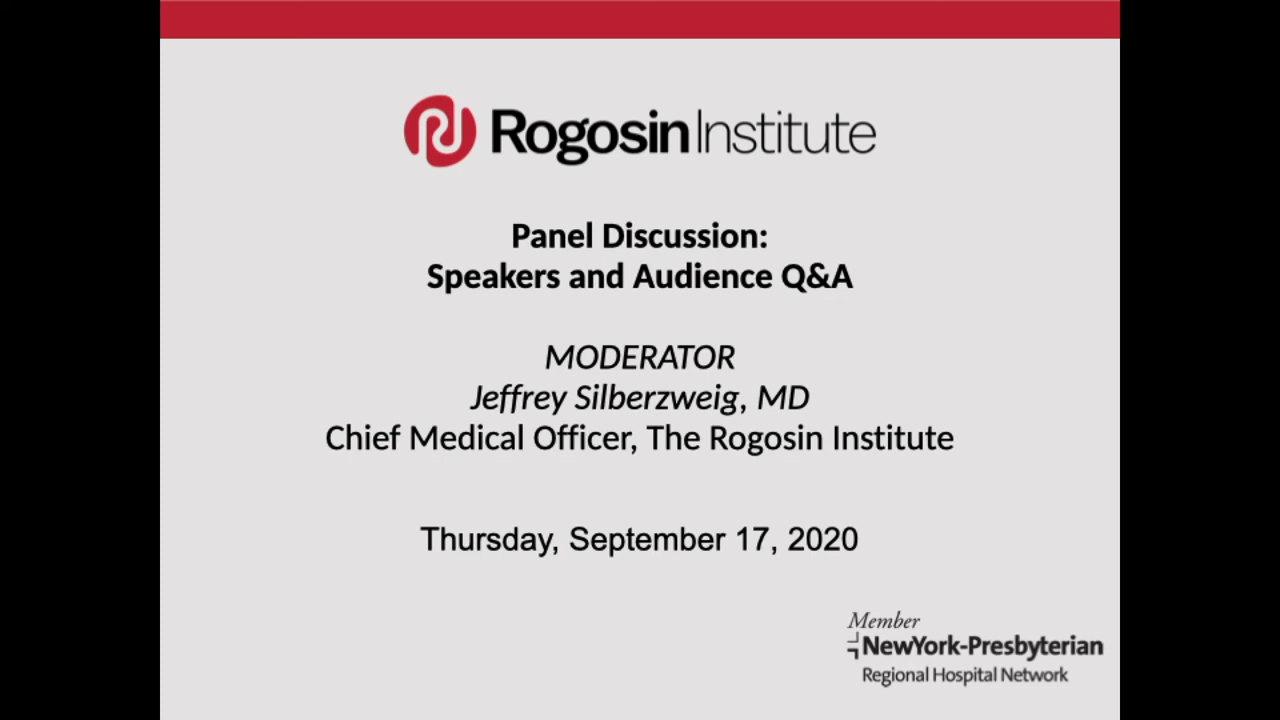 Rogosin Institute
Panel Discussion:
Speakers and Audience Q&A
MODERATOR
Jeffrey Silberzweig, MD
Chief Medical Officer, The Rogosin Institute
Thursday, September 17, 2020
Member
NewYork-Presbyterian
Regional Hospital Network